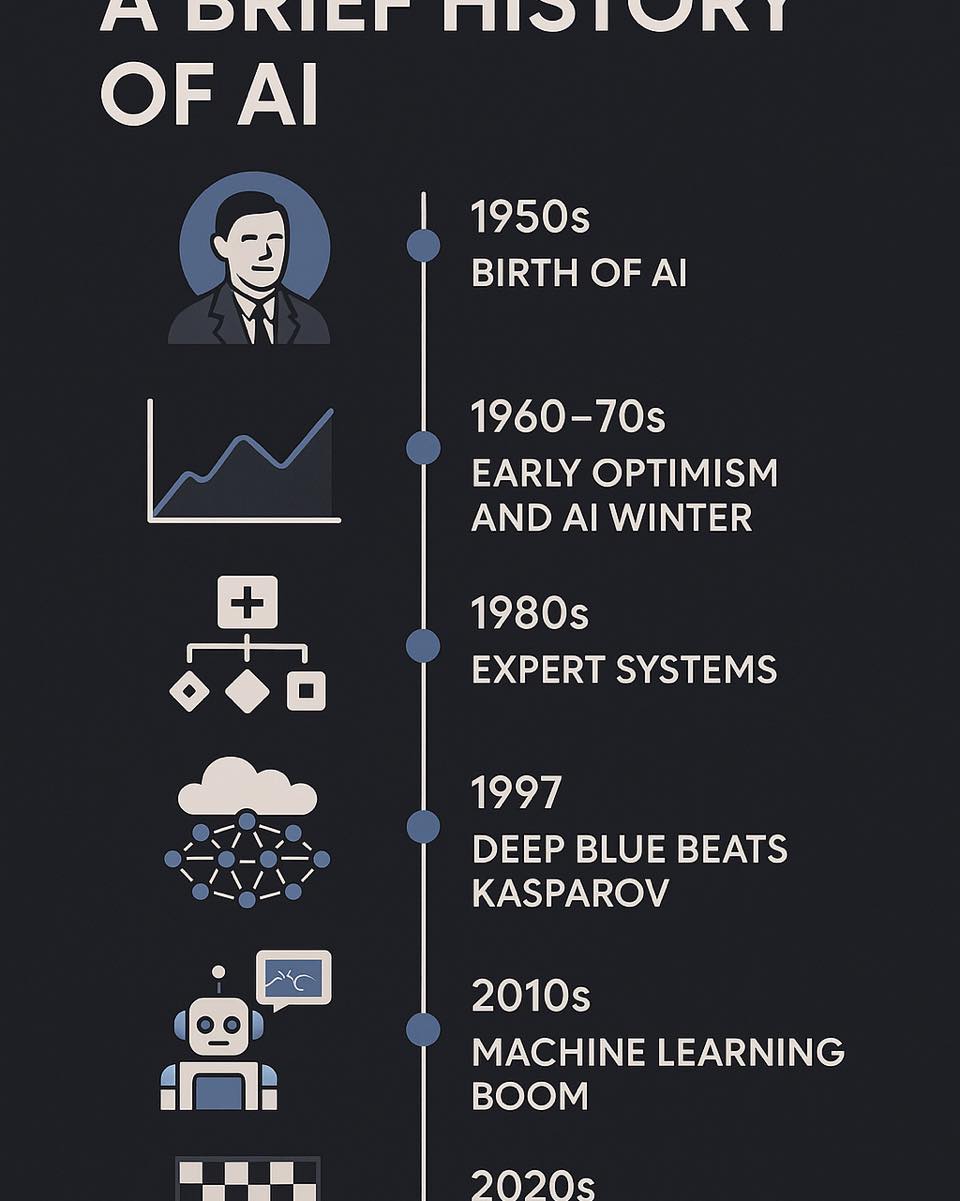 A BRIEF HISTORY
OF AI
1950s
BIRTH OF AI
1960–70s
EARLY OPTIMISM
AND AI WINTER
1980s
EXPERT SYSTEMS
1997
DEEP BLUE BEATS
KASPAROV
2010s
MACHINE LEARNING
BOOM
2020s